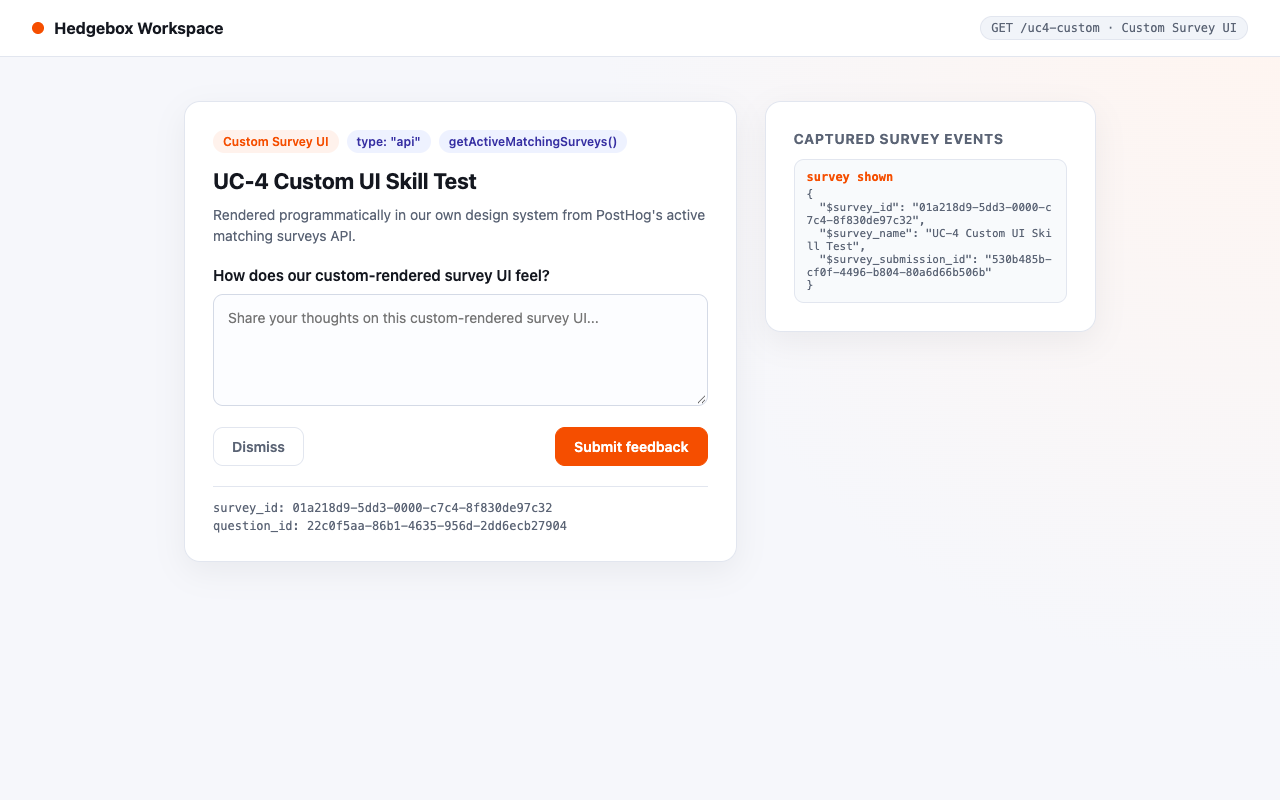 Hedgebox Workspace
GET /uc4-custom · Custom Survey UI
Custom Survey UI
type: "api"
getActiveMatchingSurveys()
UC-4 Custom UI Skill Test
Rendered programmatically in our own design system from PostHog's active
matching surveys API.
How does our custom-rendered survey UI feel?
Share your thoughts on this custom-rendered survey UI...
Dismiss
Submit feedback
survey_id: 01a218d9-5dd3-0000-c7c4-8f830de97c32
question_id: 22c0f5aa-86b1-4635-956d-2dd6ecb27904
CAPTURED SURVEY EVENTS
survey shown
{
"$survey_id": "01a218d9-5dd3-0000-c
7c4-8f830de97c32",
"$survey_name": "UC-4 Custom UI Ski
ll Test",
"$survey_submission_id": "530b485b-
cf0f-4496-b804-80a6d66b506b"
}